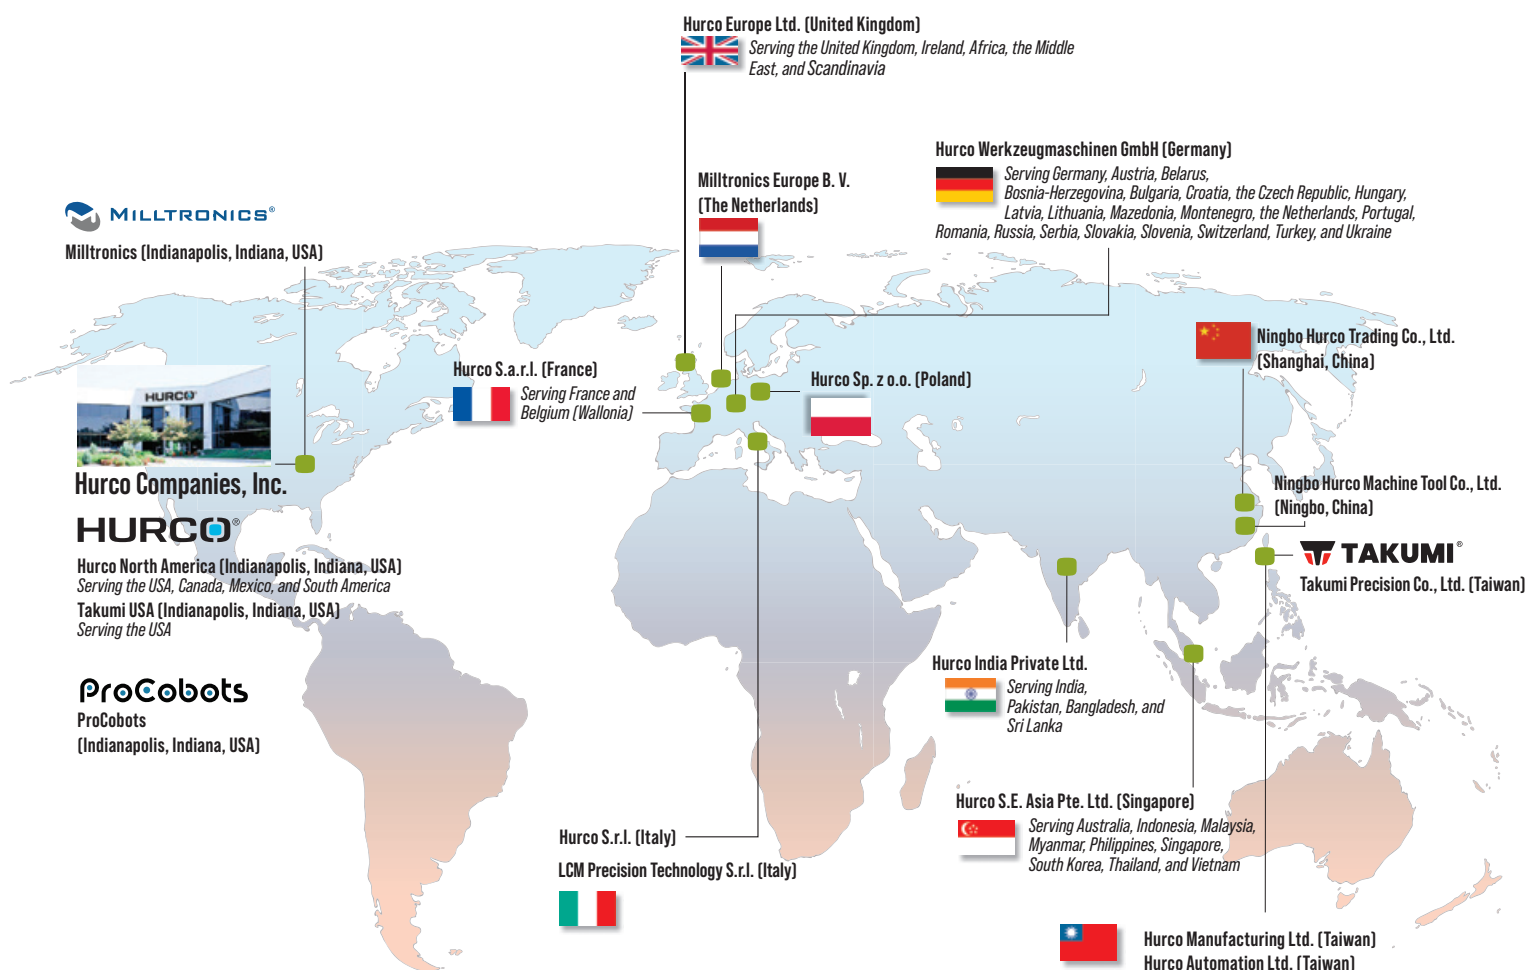 Hurco Europe Ltd. (United Kingdom)
Serving the United Kingdom, Ireland, Africa, the Middle
East, and Scandinavia
Hurco Werkzeugmaschinen GmbH (Germany)
Serving Germany, Austria, Belarus,
Bosnia-Herzegovina, Bulgaria, Croatia, the Czech Republic, Hungary,
Latvia, Lithuania, Mazedonia, Montenegro, the Netherlands, Portugal,
Romania, Russia, Serbia, Slovakia, Slovenia, Switzerland, Turkey, and Ukraine
Milltronics Europe B. V.
(The Netherlands)
MILLTRONICS®
Milltronics (Indianapolis, Indiana, USA)
Ningbo Hurco Trading Co., Ltd.
(Shanghai, China)
Hurco S.a.r.l. (France)
Serving France and
Belgium (Wallonia)
Hurco Sp. z o.o. (Poland)
HURCO
Hurco Companies, Inc.
HURCO®
Hurco North America (Indianapolis, Indiana, USA)
Serving the USA, Canada, Mexico, and South America
Takumi USA (Indianapolis, Indiana, USA)
Serving the USA
ProCobots
ProCobots
(Indianapolis, Indiana, USA)
Ningbo Hurco Machine Tool Co., Ltd.
(Ningbo, China)
TAKUMI®
Takumi Precision Co., Ltd. (Taiwan)
Hurco India Private Ltd.
Serving India,
Pakistan, Bangladesh, and
Sri Lanka
Hurco S.E. Asia Pte. Ltd. (Singapore)
Serving Australia, Indonesia, Malaysia,
Myanmar, Philippines, Singapore,
South Korea, Thailand, and Vietnam
Hurco S.r.l. (Italy)
LCM Precision Technology S.r.l. (Italy)
Hurco Manufacturing Ltd. (Taiwan)
Hurco Automation Ltd. (Taiwan)